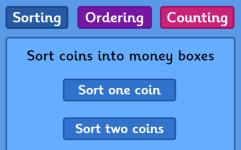 Sorting Ordering Counting
Sort coins into money boxes
Sort one coin
Sort two coins